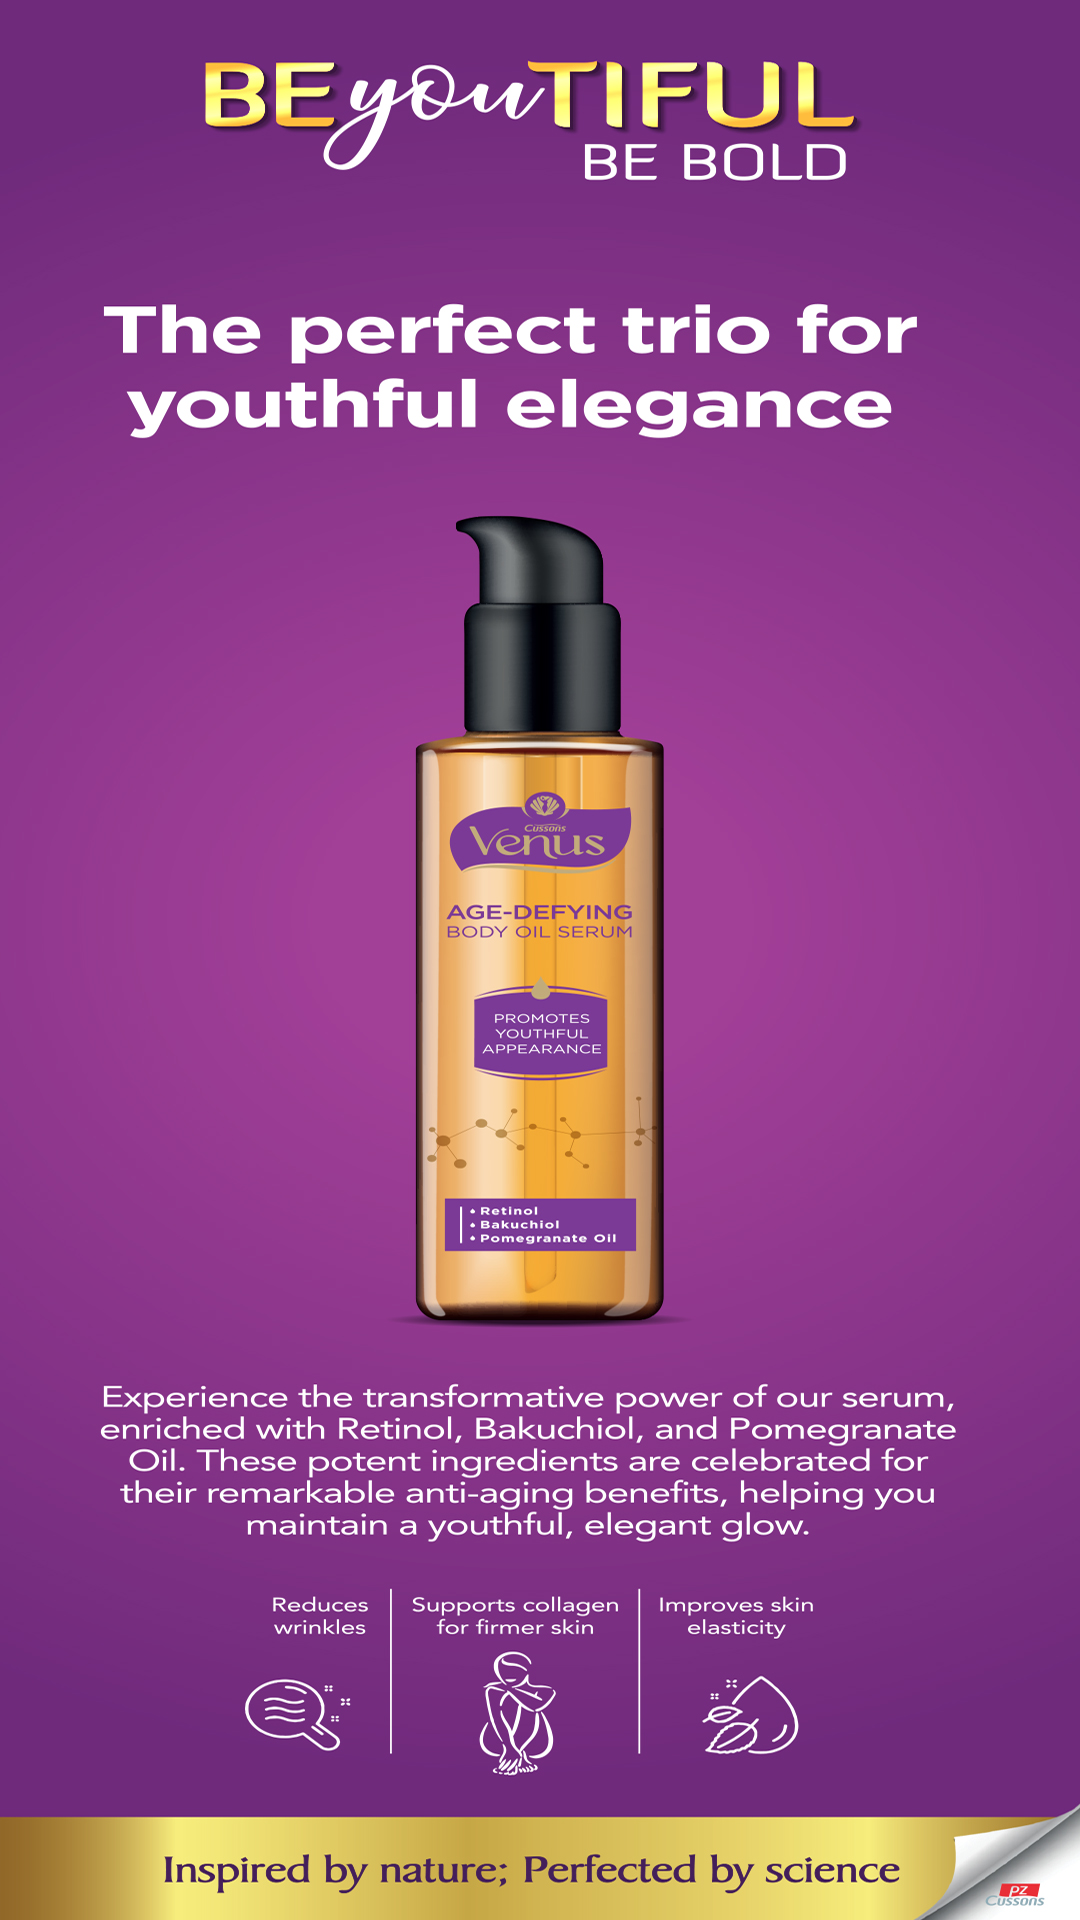 BEyouTIFUL
BE BOLD
The perfect trio for
youthful elegance
Cussons
Venus
AGE-DEFYING
BODY OIL SERUM
PROMOTES
YOUTHFUL
APPEARANCE
• Retinol
• Bakuchiol
• Pomegranate Oil
Experience the transformative power of our serum,
enriched with Retinol, Bakuchiol, and Pomegranate
Oil. These potent ingredients are celebrated for
their remarkable anti-aging benefits, helping you
maintain a youthful, elegant glow.
Reduces
wrinkles
Supports collagen
for firmer skin
Improves skin
elasticity
Inspired by nature; Perfected by science
PZ
Cussons